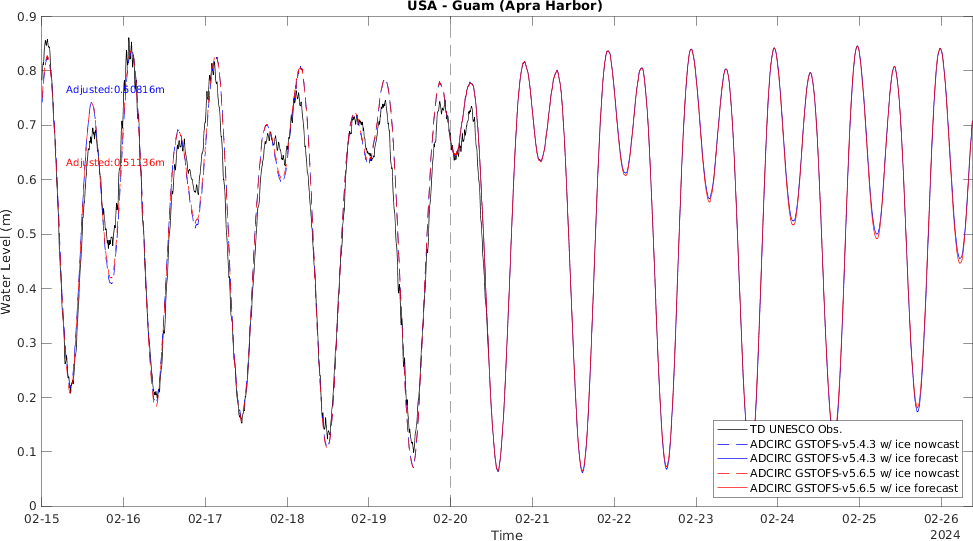 USA - Guam (Apra Harbor)
Water Level (m)
0.9
0.8
0.7
0.6
0.5
0.4
0.3
0.2
0.1
0
Adjusted:0.50816m
Adjusted:0.51136m
TD UNESCO Obs.
ADCIRC GSTOFS-v5.4.3 w/ ice nowcast
ADCIRC GSTOFS-v5.4.3 w/ ice forecast
ADCIRC GSTOFS-v5.6.5 w/ ice nowcast
ADCIRC GSTOFS-v5.6.5 w/ ice forecast
02-15 02-16 02-17 02-18 02-19 02-20 02-21 02-22 02-23 02-24 02-25 02-26
Time
2024